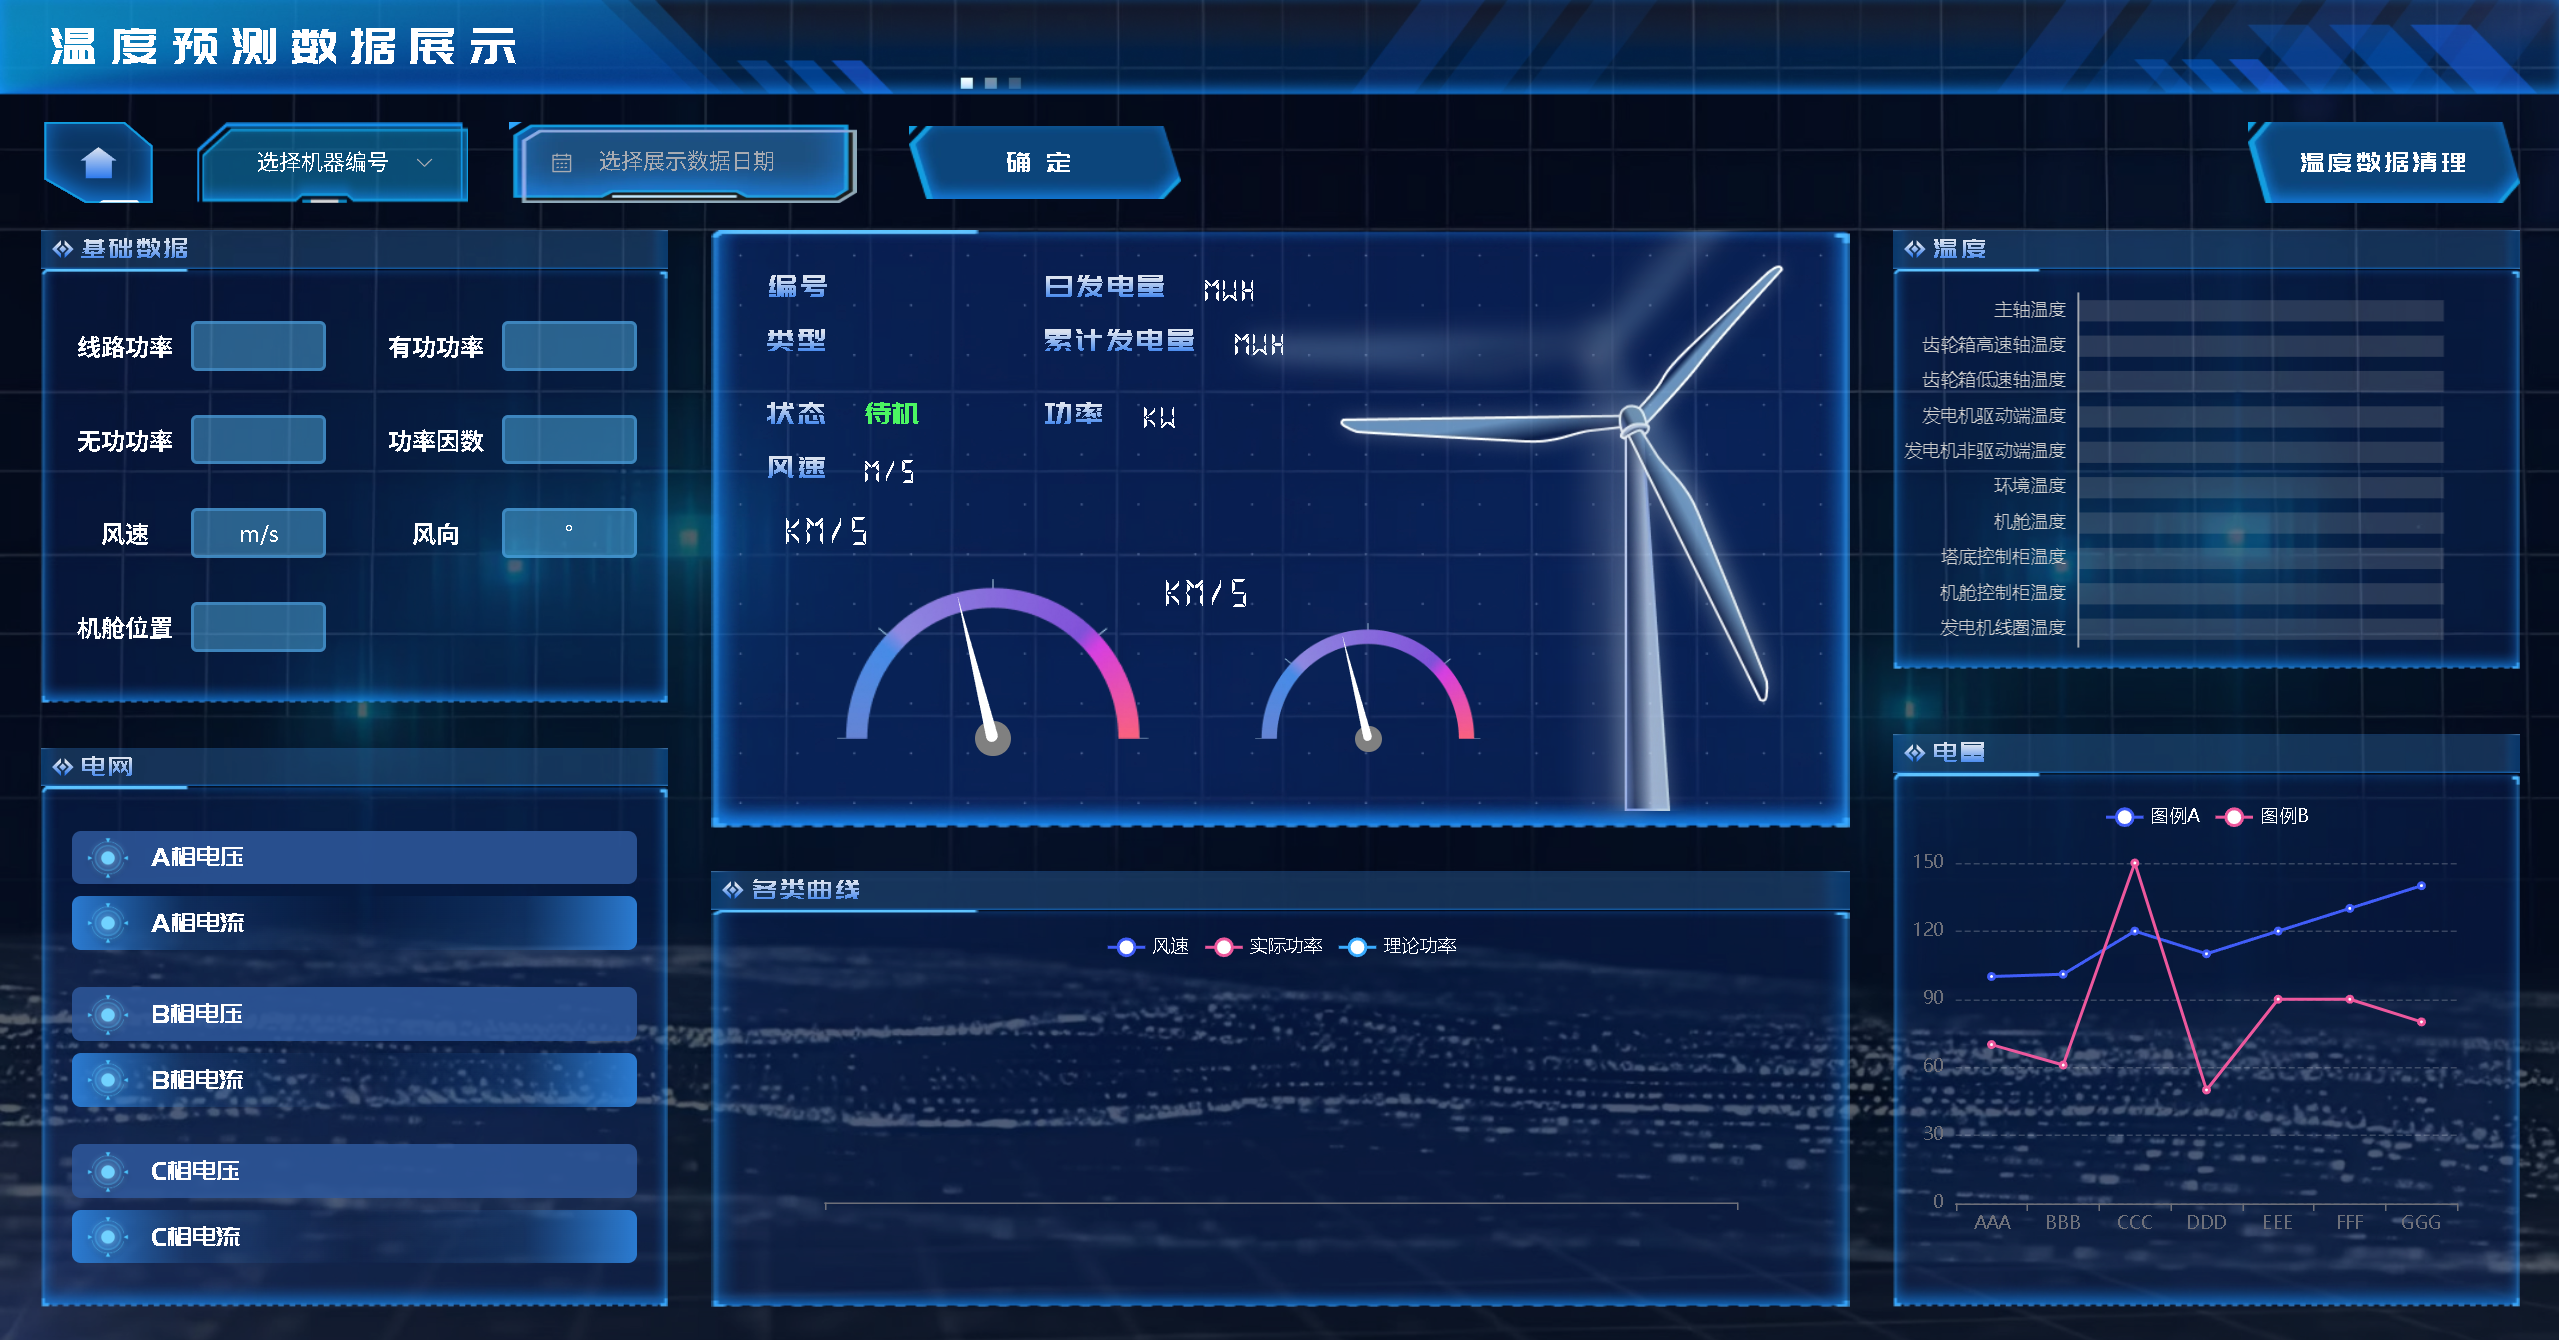 温度预测数据展示
选择机器编号
选择展示数据日期
确 定
温度数据清理
基础数据
线路功率
有功功率
无功功率
功率因数
风速 m/s
风向 °
机舱位置
电网
A相电压
A相电流
B相电压
B相电流
C相电压
C相电流
编号
日发电量 MWH
类型
累计发电量 MWH
状态 待机
功率 KW
风速 M/S
KM/S
KM/S
各类曲线
风速 实际功率 理论功率
温度
主轴温度
齿轮箱高速轴温度
齿轮箱低速轴温度
发电机驱动端温度
发电机非驱动端温度
环境温度
机舱温度
塔底控制柜温度
机舱控制柜温度
发电机线圈温度
电量
图例A 图例B
150
120
90
60
30
0
AAA BBB CCC DDD EEE FFF GGG